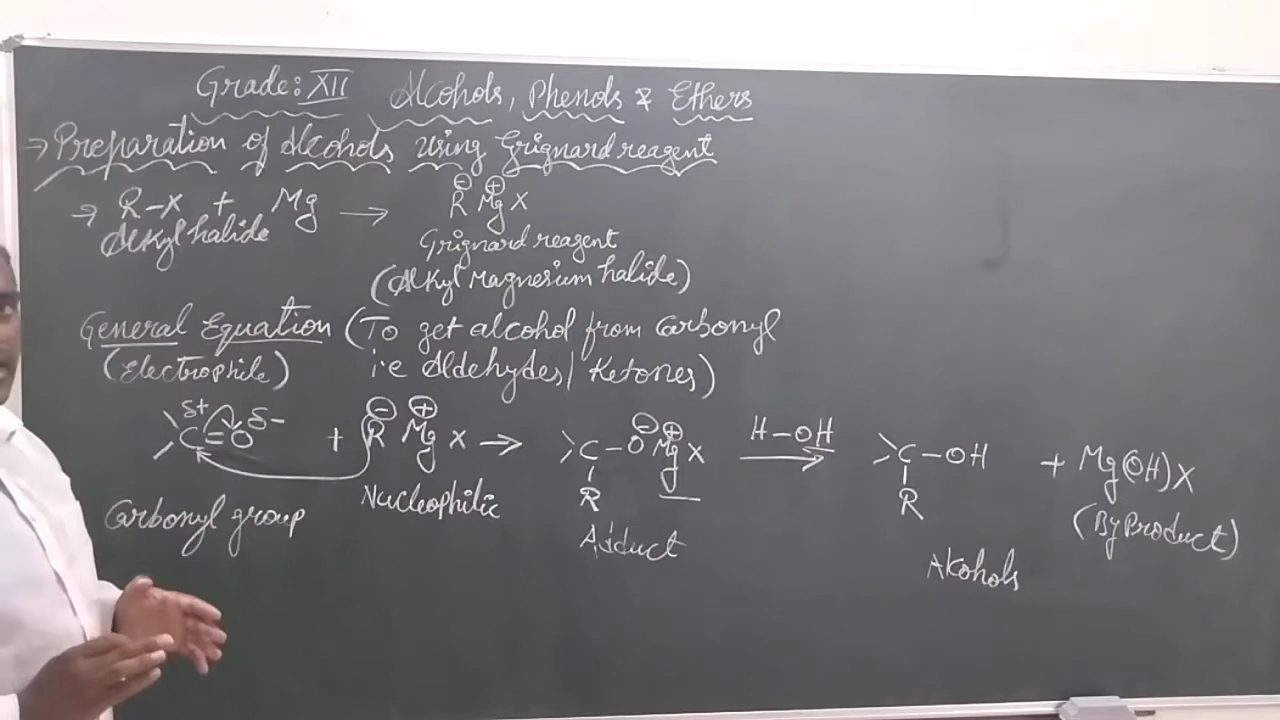 Grade: XII Alcohols, Phenols & Ethers
→ Preparation of Alcohols using Grignard reagent
→ R-X + Mg → R⊖ Mg⊕ X
Alkyl halide
Grignard reagent
(Alkyl Magnesium halide)
General Equation (To get alcohol from Carbonyl
(Electrophile) i.e Aldehydes/ Ketones)
C δ+ = O δ- + R⊖ Mg⊕ X → C-O⊖ Mg⊕ X H-OH → C-OH + Mg(OH)X
R R
Carbonyl group Nucleophilic Adduct Alcohols (ByProduct)